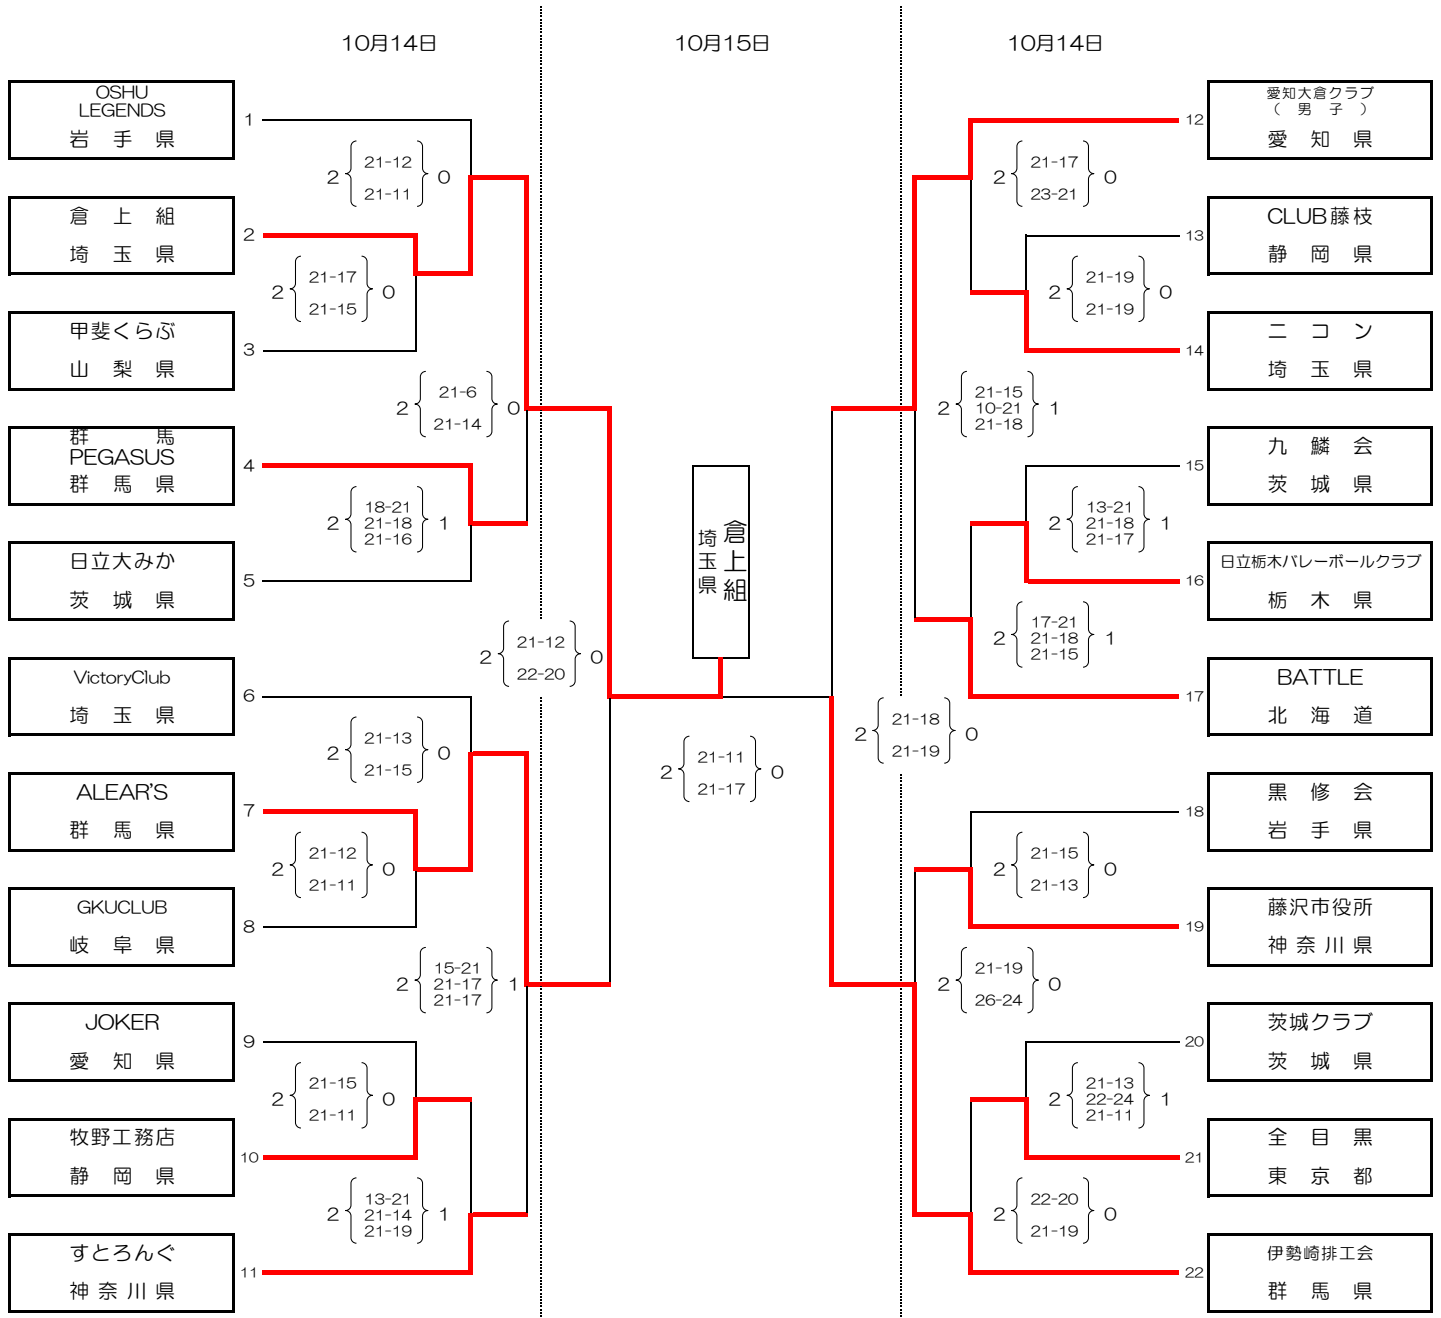 10月14日
10月15日
10月14日
OSHU
LEGENDS
岩手県
1
倉上組
埼玉県
2
甲斐くらぶ
山梨県
3
群馬
PEGASUS
群馬県
4
日立大みか
茨城県
5
VictoryClub
埼玉県
6
ALEAR'S
群馬県
7
GKUCLUB
岐阜県
8
JOKER
愛知県
9
牧野工務店
静岡県
10
すとろんぐ
神奈川県
11
2 21-12 0
21-11
2 21-17 0
21-15
2 21-6 0
21-14
2 18-21 1
21-18
21-16
2 21-12 0
22-20
2 21-13 0
21-15
2 21-12 0
21-11
2 15-21 1
21-17
21-17
2 21-15 0
21-11
2 13-21 1
21-14
21-19
倉上組
埼玉県
2 21-11 0
21-17
2 21-17 0
23-21
2 21-19 0
21-19
2 21-15 1
10-21
21-18
2 13-21 1
21-18
21-17
2 17-21 1
21-18
21-15
2 21-18 0
21-19
2 21-15 0
21-13
2 21-19 0
26-24
2 21-13 1
22-24
21-11
2 22-20 0
21-19
12
愛知大倉クラブ
(男子)
愛知県
13
CLUB藤枝
静岡県
14
ニコン
埼玉県
15
九鱗会
茨城県
16
日立栃木バレーボールクラブ
栃木県
17
BATTLE
北海道
18
黒修会
岩手県
19
藤沢市役所
神奈川県
20
茨城クラブ
茨城県
21
全目黒
東京都
22
伊勢崎排工会
群馬県